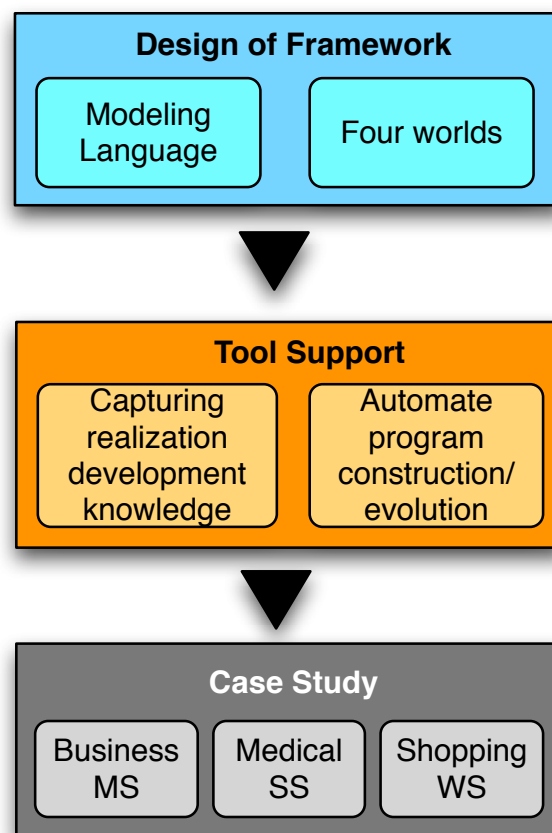 Design of Framework
Modeling
Language
Four worlds
Tool Support
Capturing
realization
development
knowledge
Automate
program
construction/
evolution
Case Study
Business
MS
Medical
SS
Shopping
WS